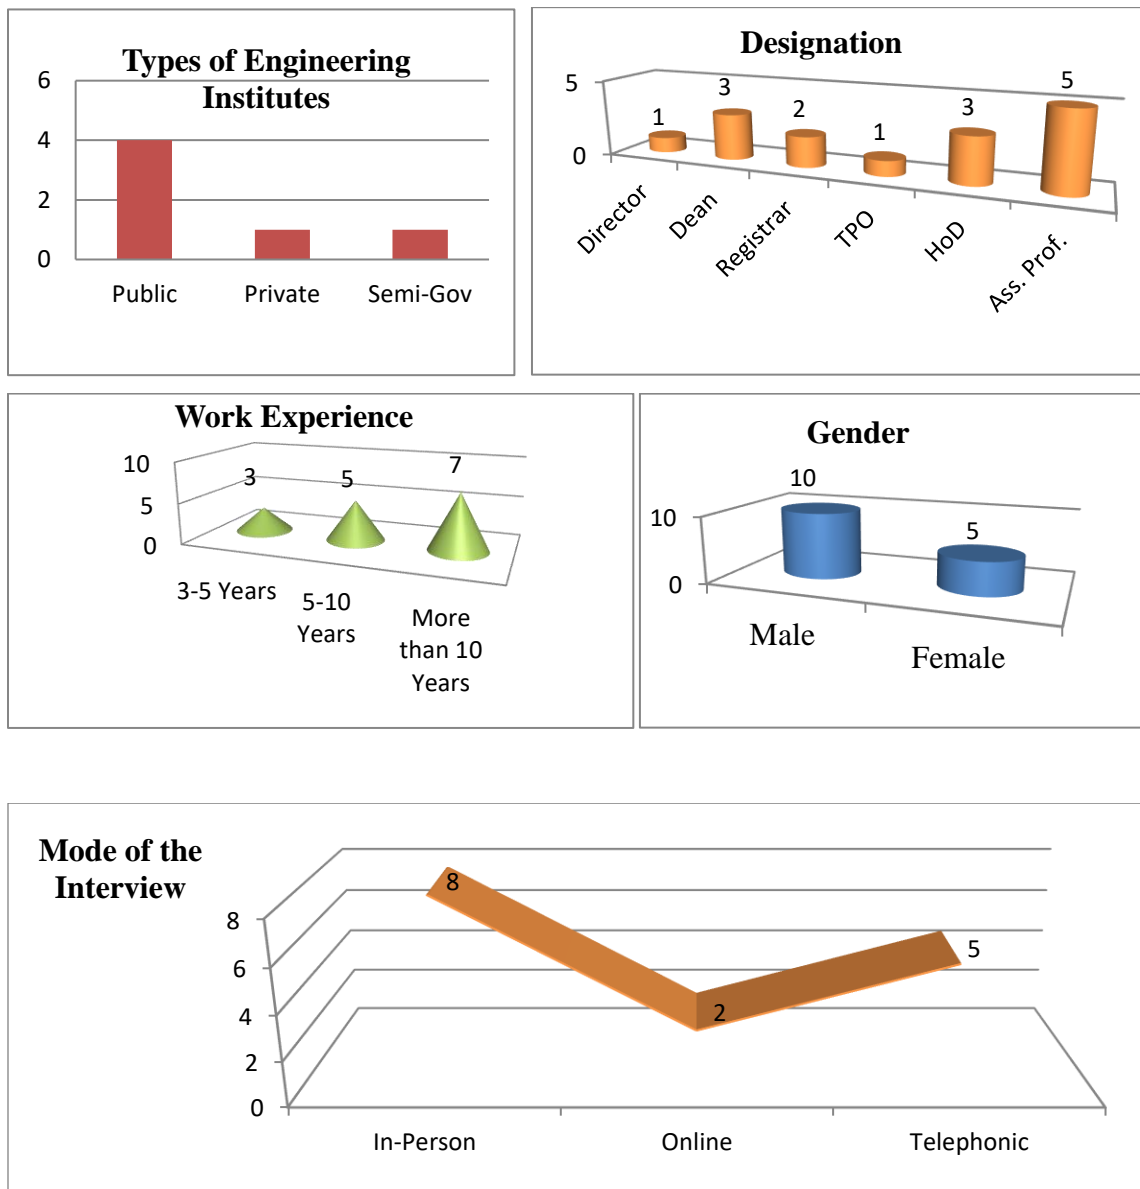 Types of Engineering
Institutes
6
4
2
0
Public Private Semi-Gov
Designation
5
0
1 3 2 1 3 5
Director Dean Registrar TPO HoD Ass. Prof.
Work Experience
10
5
0
3 5 7
3-5 Years
5-10
Years
More
than 10
Years
Gender
10
0
10 5
Male
Female
Mode of the
Interview
8
6
4
2
0
8 2 5
In-Person Online Telephonic